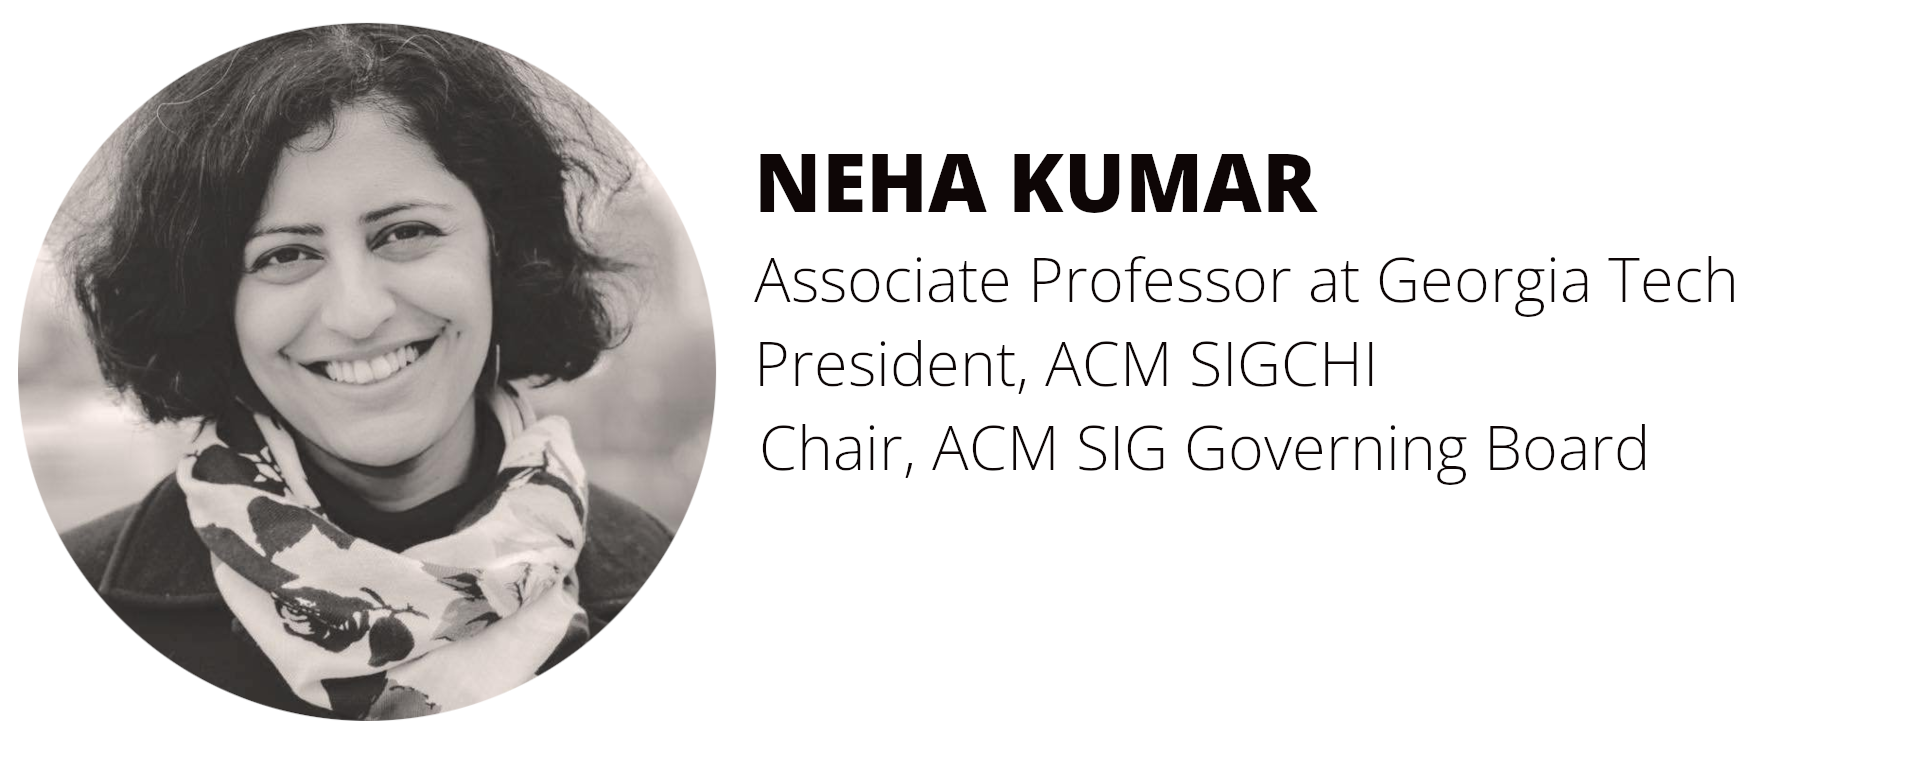 NEHA KUMAR
Associate Professor at Georgia Tech
President, ACM SIGCHI
Chair, ACM SIG Governing Board